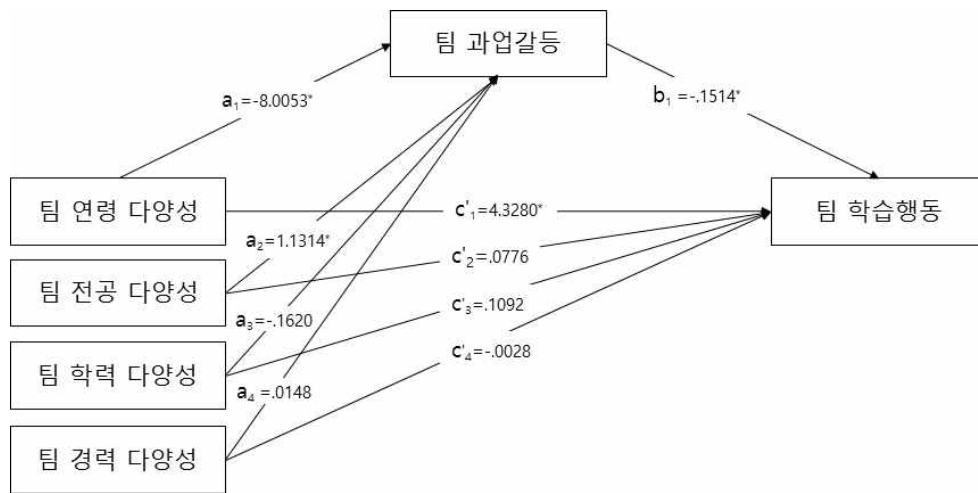 팀 과업갈등
a₁=-8.0053*
b₁ =-.1514*
팀 연령 다양성
c'₁=4.3280*
팀 학습행동
a₂=1.1314*
c'₂=.0776
팀 전공 다양성
a₃=-.1620
c'₃=.1092
팀 학력 다양성
c'₄=-.0028
a₄ =.0148
팀 경력 다양성